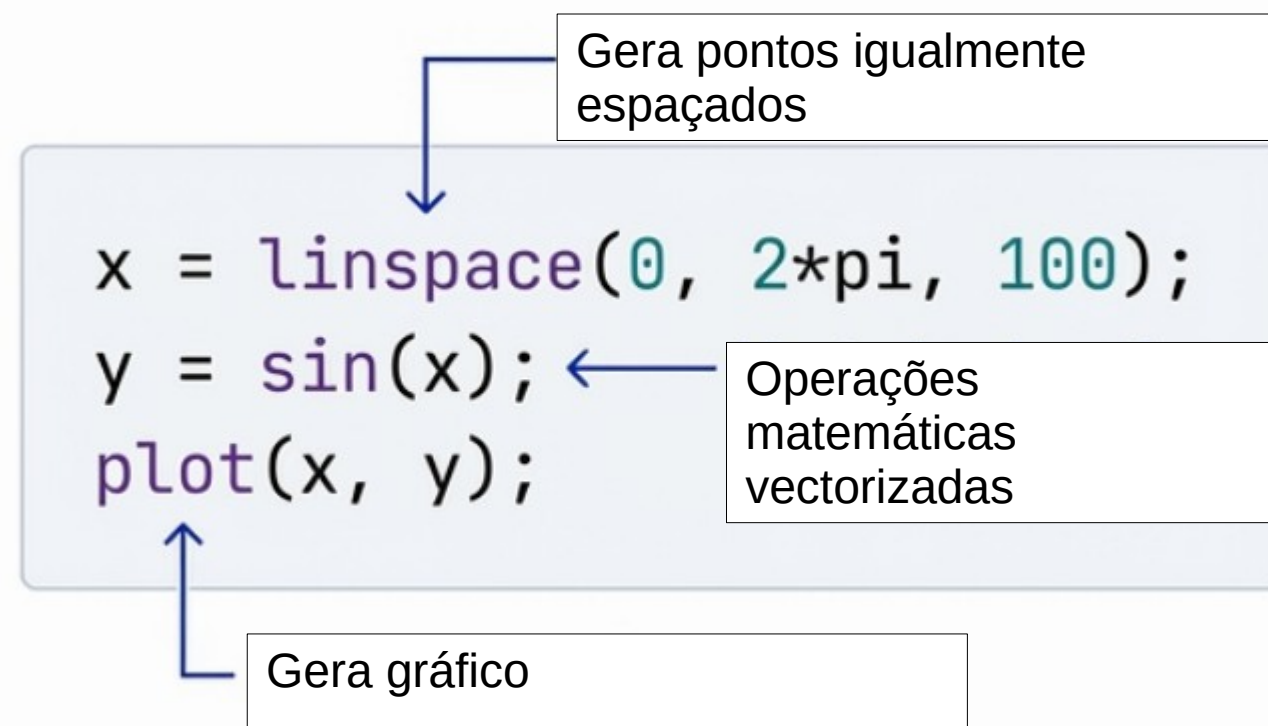 Gera pontos igualmente
espaçados
x = linspace(0, 2*pi, 100);
y = sin(x);
Operações
matemáticas
vectorizadas
plot(x, y);
Gera gráfico